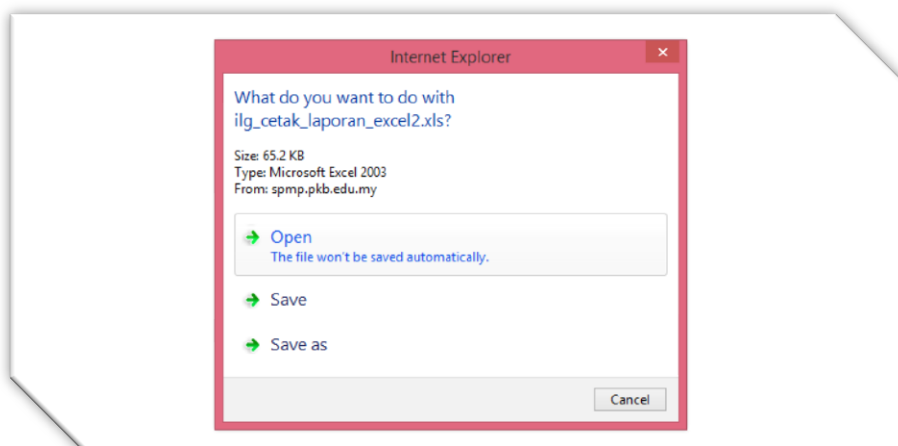 Internet Explorer
What do you want to do with
ilg_cetak_laporan_excel2.xls?
Size: 65.2 KB
Type: Microsoft Excel 2003
From: spmp.pkb.edu.my
Open
The file won't be saved automatically.
Save
Save as
Cancel